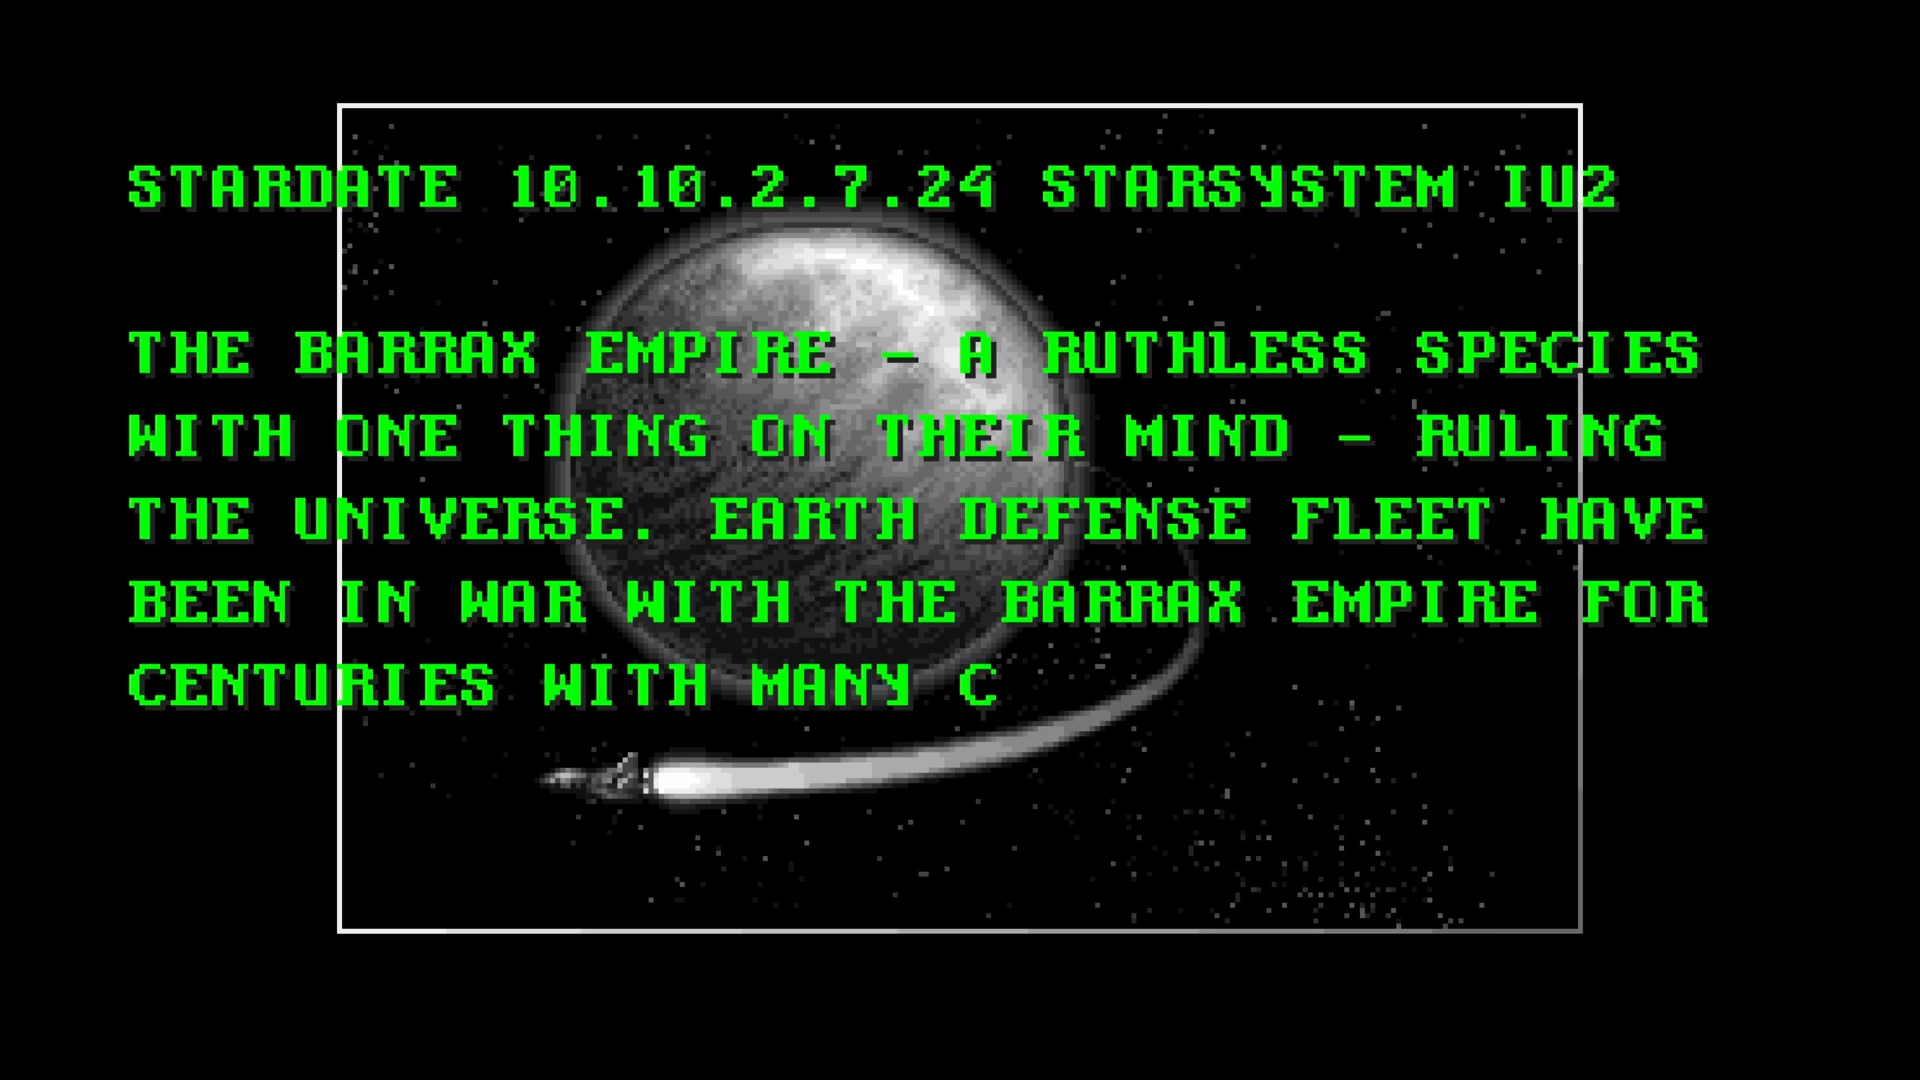 STARDATE 10.10.2.7.24 STARSYSTEM IU2
THE BARRAX EMPIRE - A RUTHLESS SPECIES
WITH ONE THING ON THEIR MIND - RULING
THE UNIVERSE. EARTH DEFENSE FLEET HAVE
BEEN IN WAR WITH THE BARRAX EMPIRE FOR
CENTURIES WITH MANY C